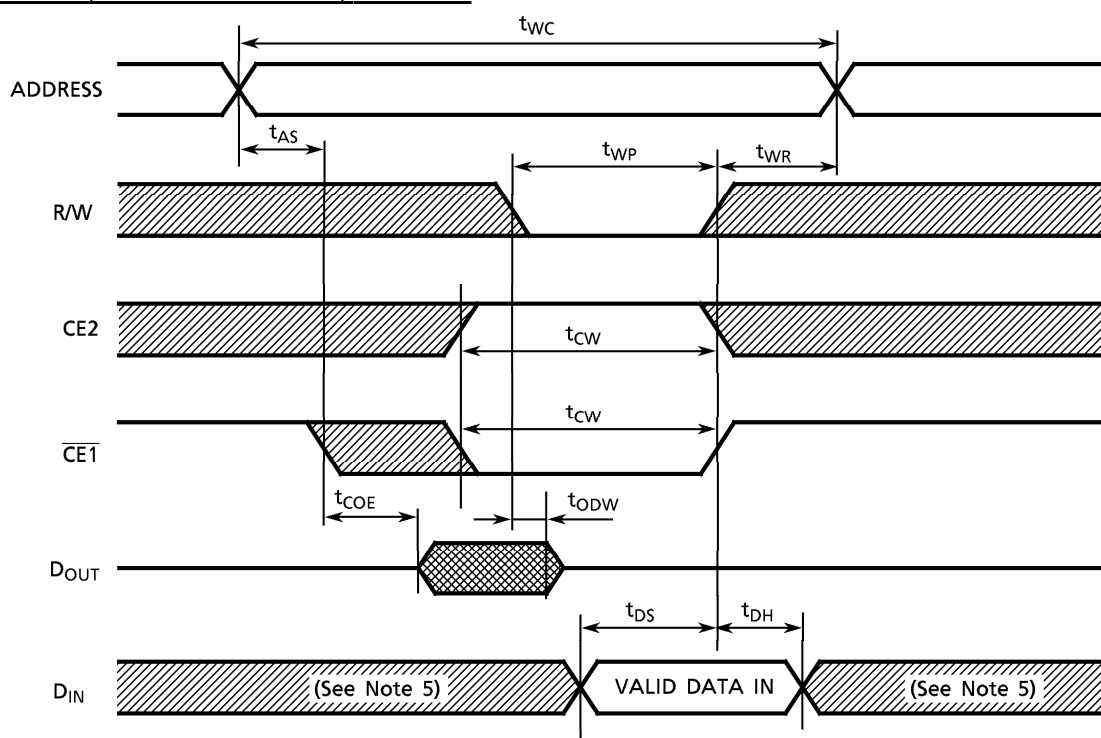 tWC
ADDRESS
tAS
tWP
tWR
R/W
CE2
tCW
tCW
CE1
tCOE
tODW
DOUT
tDS
tDH
DIN
(See Note 5)
VALID DATA IN
(See Note 5)